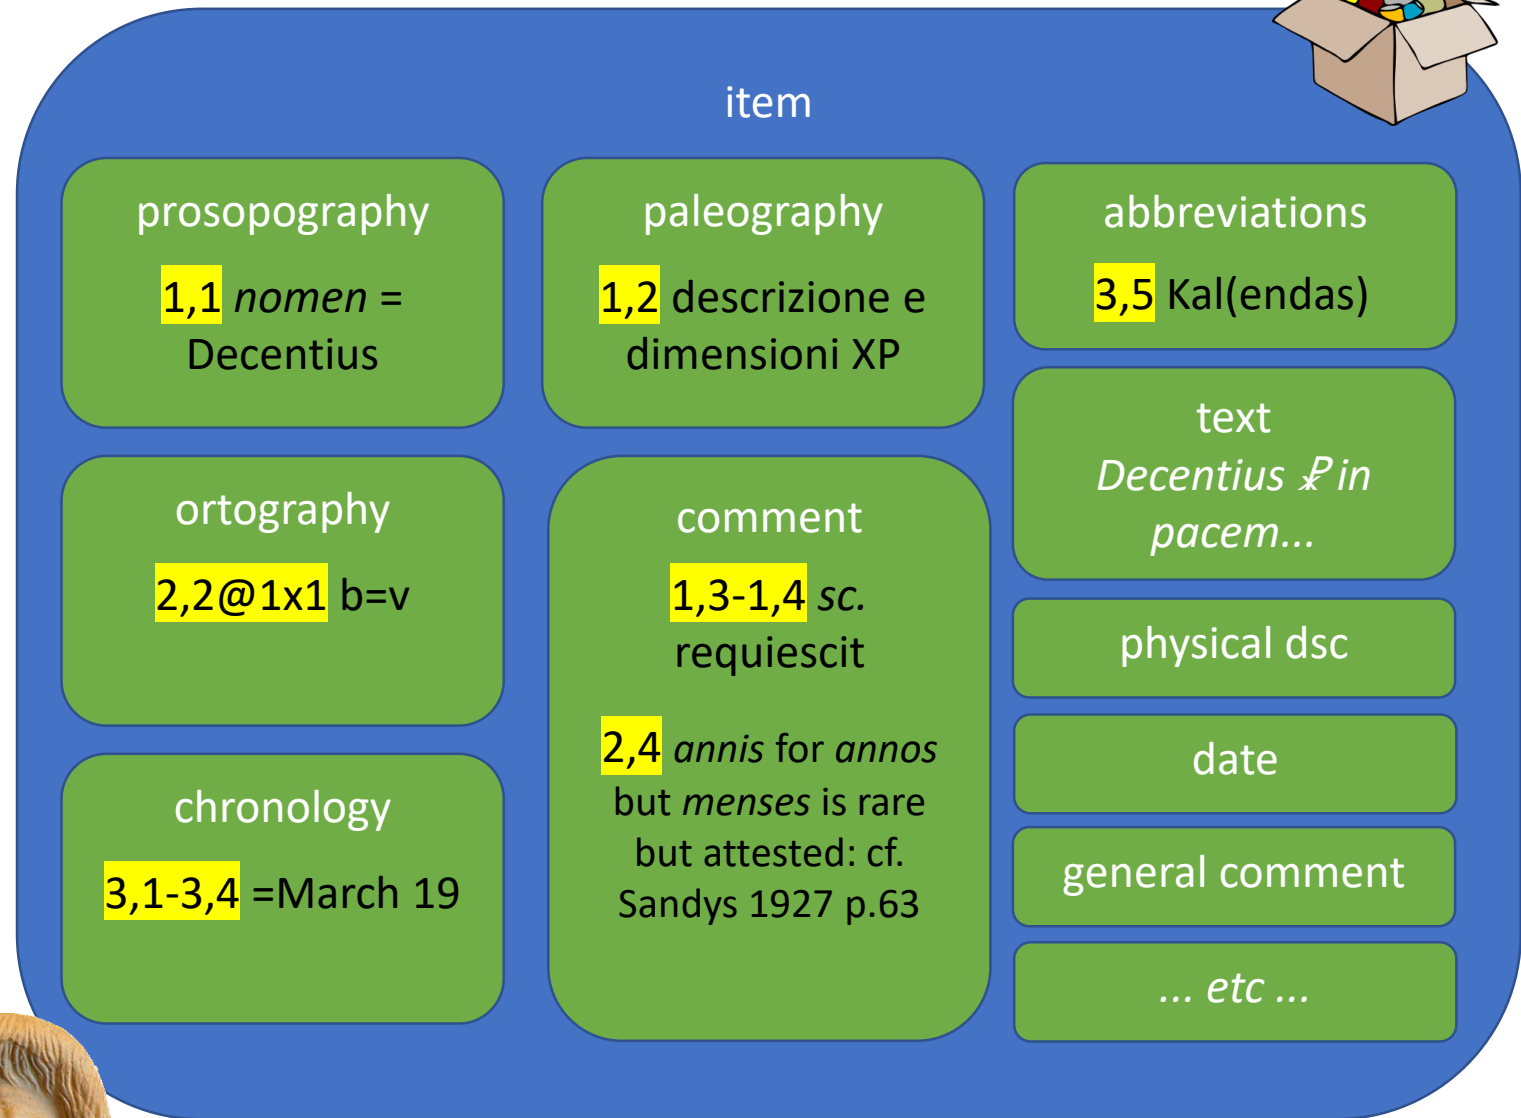 item
prosopography
1,1 nomen =
Decentius
paleography
1,2 descrizione e
dimensioni XP
abbreviations
3,5 Kal(endas)
text
Decentius ☧ in
pacem...
ortography
2,2@1x1 b=v
comment
1,3-1,4 sc.
requiescit
2,4 annis for annos
but menses is rare
but attested: cf.
Sandys 1927 p.63
chronology
3,1-3,4 =March 19
physical dsc
date
general comment
... etc ...